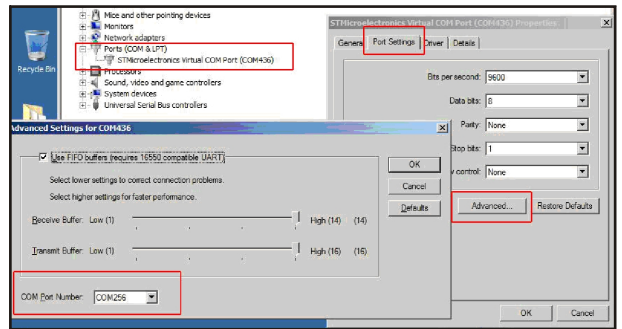 Mice and other pointing devices
Monitors
Network adapters
Ports (COM & LPT)
STMicroelectronics Virtual COM Port (COM436)
Processors
Sound, video and game controllers
System devices
Universal Serial Bus controllers
Recycle Bin
STMicroelectronics Virtual COM Port (COM436) Properties
General
Port Settings
Driver
Details
Bits per second: 9600
Data bits: 8
Parity: None
Stop bits: 1
control: None
Advanced...
Restore Defaults
OK
Cancel
Advanced Settings for COM436
Use FIFO buffers (requires 16550 compatible UART)
Select lower settings to correct connection problems.
Select higher settings for faster performance.
Receive Buffer: Low (1) High (14) (14)
Transmit Buffer: Low (1) High (16) (16)
OK
Cancel
Defaults
COM Port Number: COM256